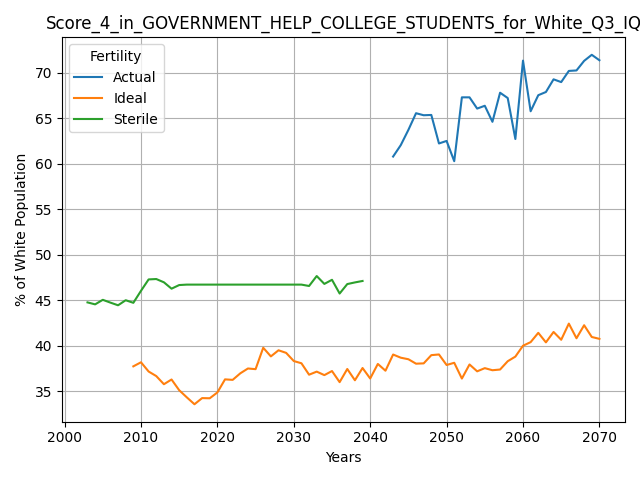 Score_4_in_GOVERNMENT_HELP_COLLEGE_STUDENTS_for_White_Q3_IQ
Fertility
Actual
Ideal
Sterile
% of White Population
70
65
60
55
50
45
40
35
2000 2010 2020 2030 2040 2050 2060 2070
Years